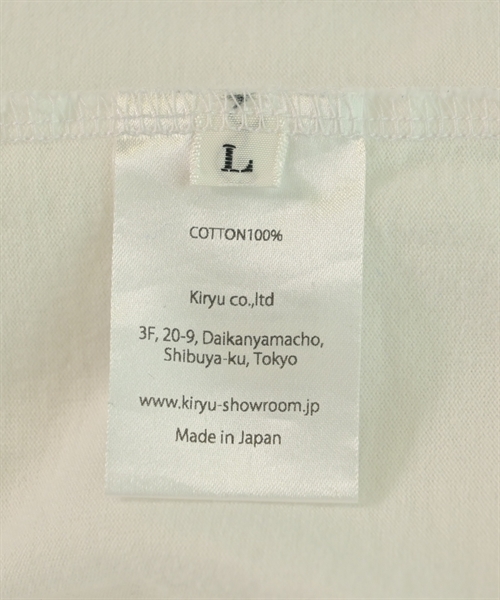 L
COTTON100%
Kiryu co.,ltd
3F, 20-9, Daikanyamacho,
Shibuya-ku, Tokyo
www.kiryu-showroom.jp
Made in Japan